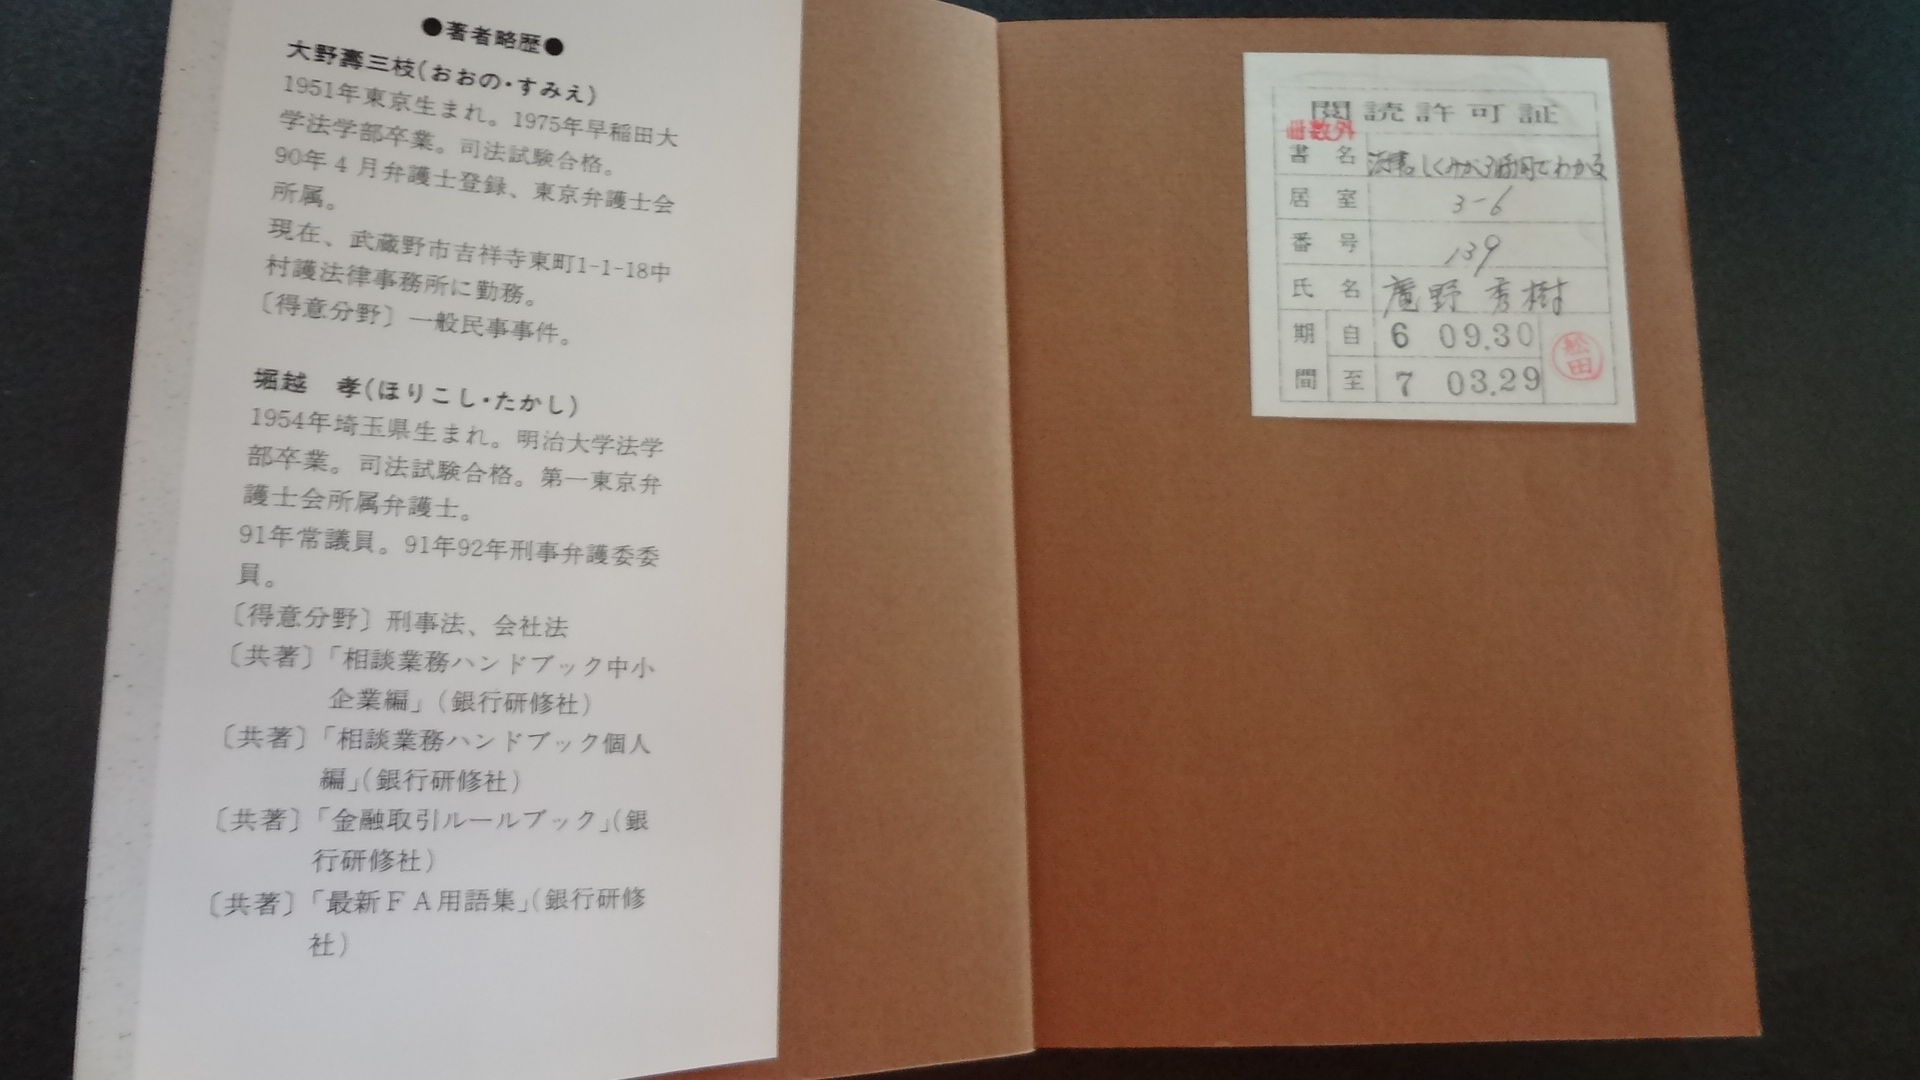 ●著者略歴●
大野壽三枝(おおの・すみえ)
1951年東京生まれ。1975年早稲田大
学法学部卒業。司法試験合格。
90年4月弁護士登録、東京弁護士会
所属。
現在、武蔵野市吉祥寺東町1-1-18中
村護法律事務所に勤務。
〔得意分野〕一般民事事件。
堀越 孝(ほりこし・たかし)
1954年埼玉県生まれ。明治大学法学
部卒業。司法試験合格。第一東京弁
護士会所属弁護士。
91年常議員。91年92年刑事弁護委委
員。
〔得意分野〕刑事法、会社法
〔共著〕「相談業務ハンドブック中小
企業編」(銀行研修社)
〔共著〕「相談業務ハンドブック個人
編」(銀行研修社)
〔共著〕「金融取引ルールブック」(銀
行研修社)
〔共著〕「最新FA用語集」(銀行研修
社)
閲読許可証
冊数外
書名 しくみが3週間でわかる
居室 3-6
番号 139
氏名 廣野秀樹
期間 自 6 09.30
至 7 03.29
松田